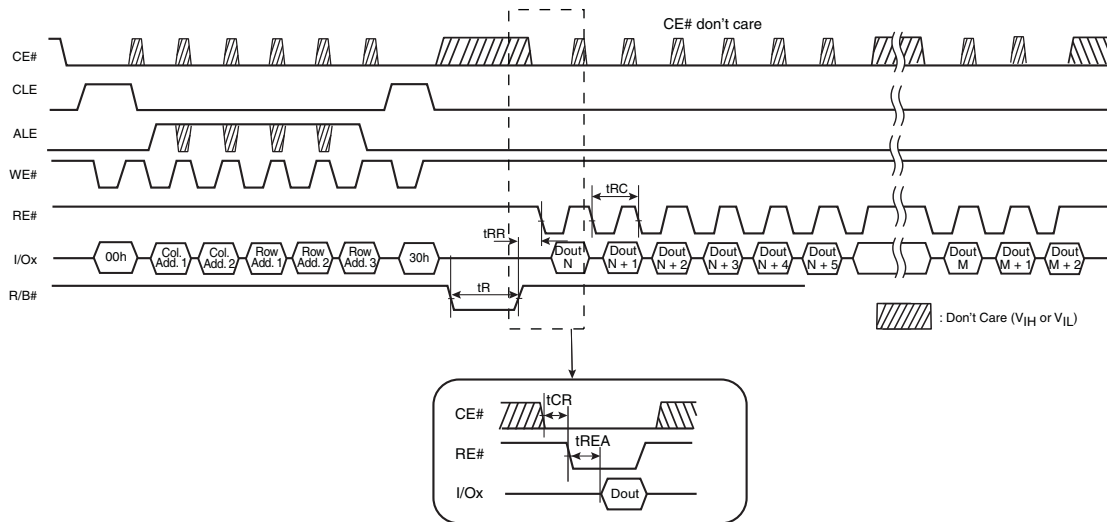 CE# don't care
CE#
CLE
ALE
WE#
tRC
RE#
tRR
I/Ox
00h
Col.
Add. 1
Col.
Add. 2
Row
Add. 1
Row
Add. 2
Row
Add. 3
30h
Dout
N
Dout
N + 1
Dout
N + 2
Dout
N + 3
Dout
N + 4
Dout
N + 5
Dout
M
Dout
M + 1
Dout
M + 2
R/B#
tR
: Don't Care (VIH or VIL)
CE#
tCR
RE#
tREA
I/Ox
Dout